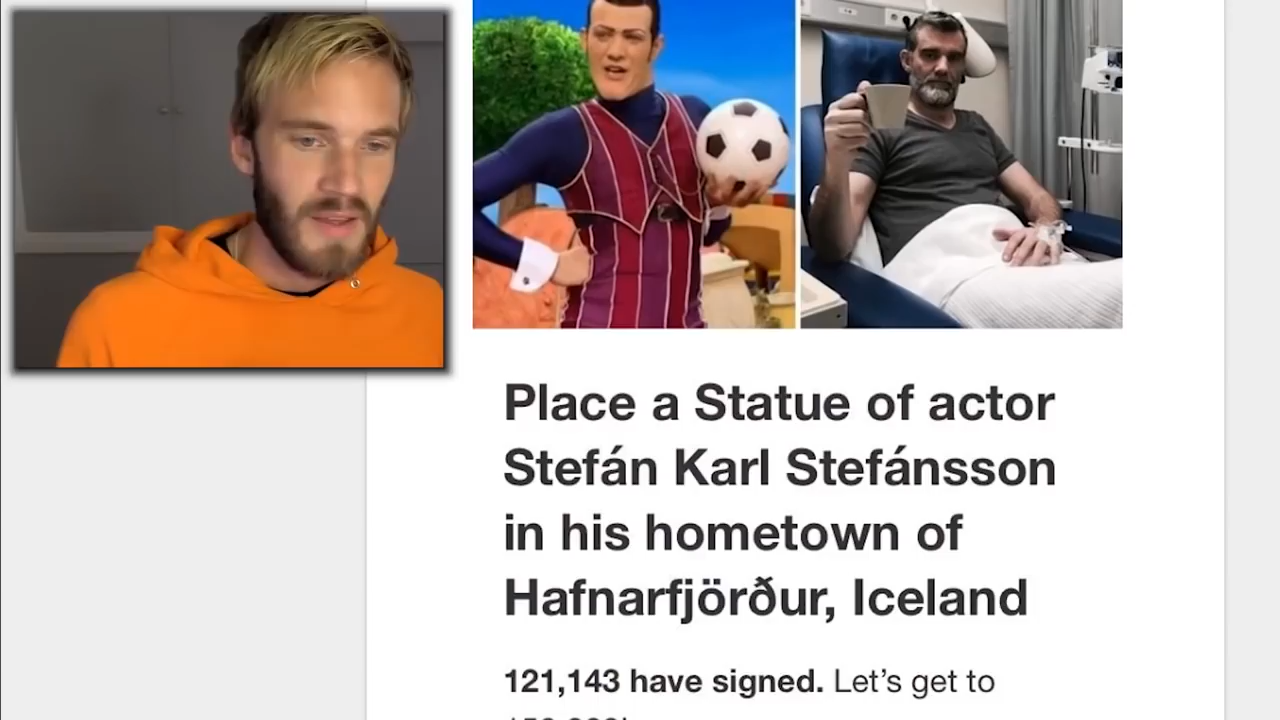 Place a Statue of actor
Stefán Karl Stefánsson
in his hometown of
Hafnarfjörður, Iceland
121,143 have signed. Let's get to